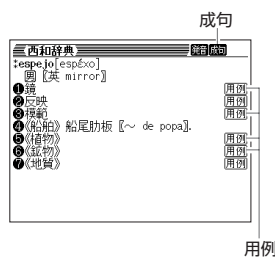 成句
西和辞典 発音 成句
‡espejo[espéxo]
男〖英 mirror〗
❶鏡 用例
❷反映 用例
❸模範 用例
❹《船舶》船尾肋板〖～ de popa〗.
❺《植物》 用例
❻《鉱物》 用例
❼《地質》 用例
用例